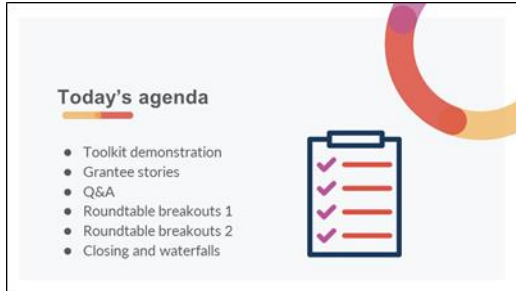 Today's agenda
● Toolkit demonstration
● Grantee stories
● Q&A
● Roundtable breakouts 1
● Roundtable breakouts 2
● Closing and waterfalls